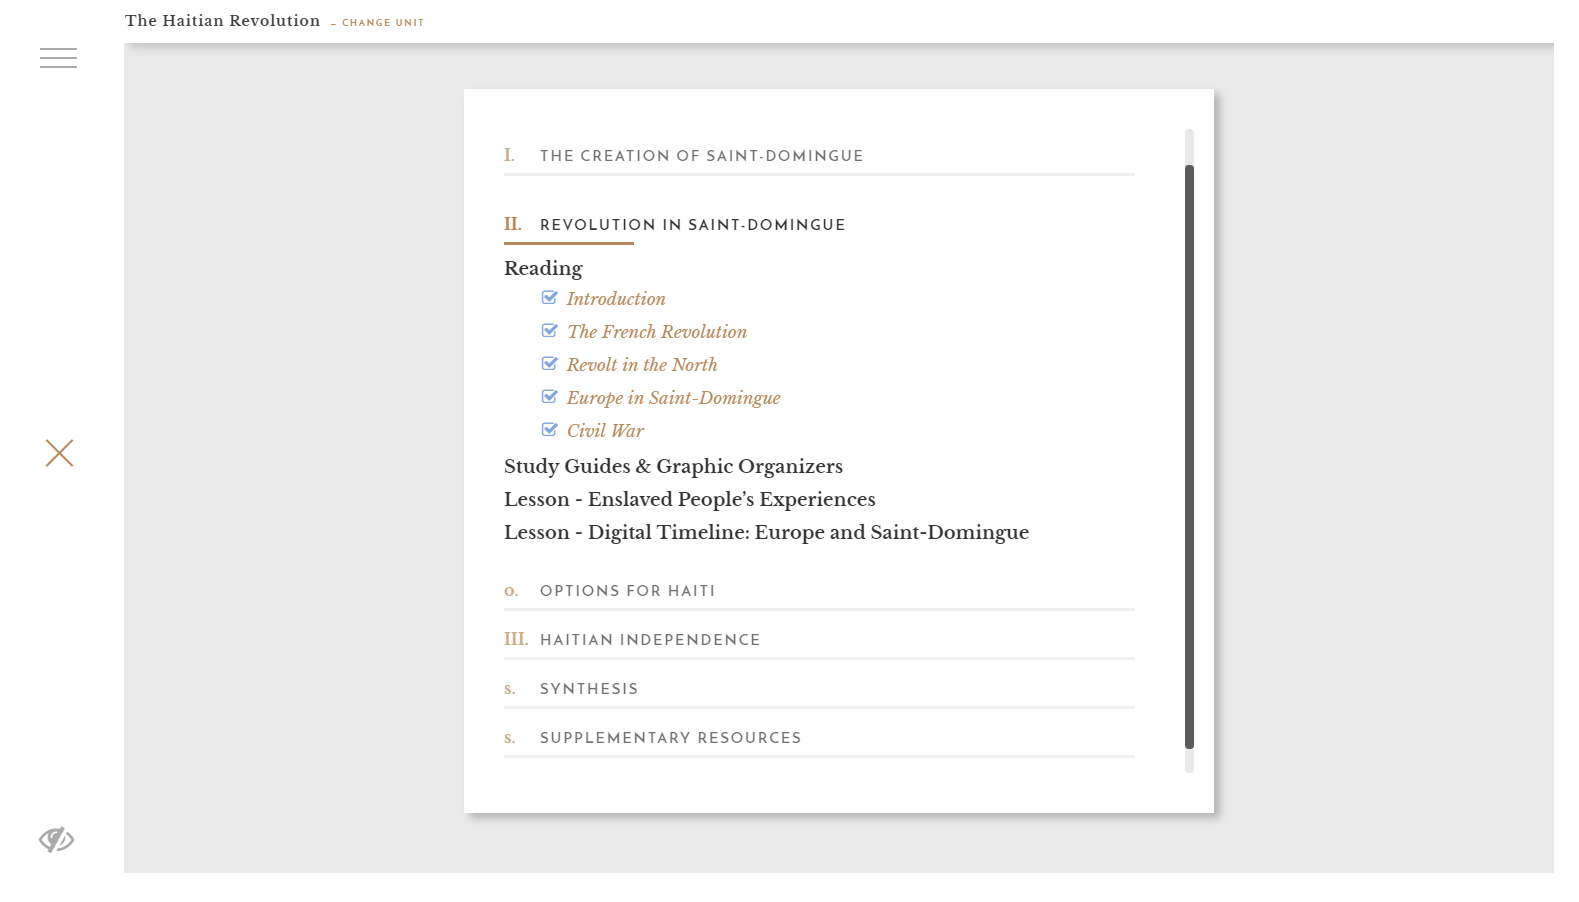 The Haitian Revolution – CHANGE UNIT
I. THE CREATION OF SAINT-DOMINGUE
II. REVOLUTION IN SAINT-DOMINGUE
Reading
Introduction
The French Revolution
Revolt in the North
Europe in Saint-Domingue
Civil War
Study Guides & Graphic Organizers
Lesson - Enslaved People’s Experiences
Lesson - Digital Timeline: Europe and Saint-Domingue
o. OPTIONS FOR HAITI
III. HAITIAN INDEPENDENCE
s. SYNTHESIS
s. SUPPLEMENTARY RESOURCES